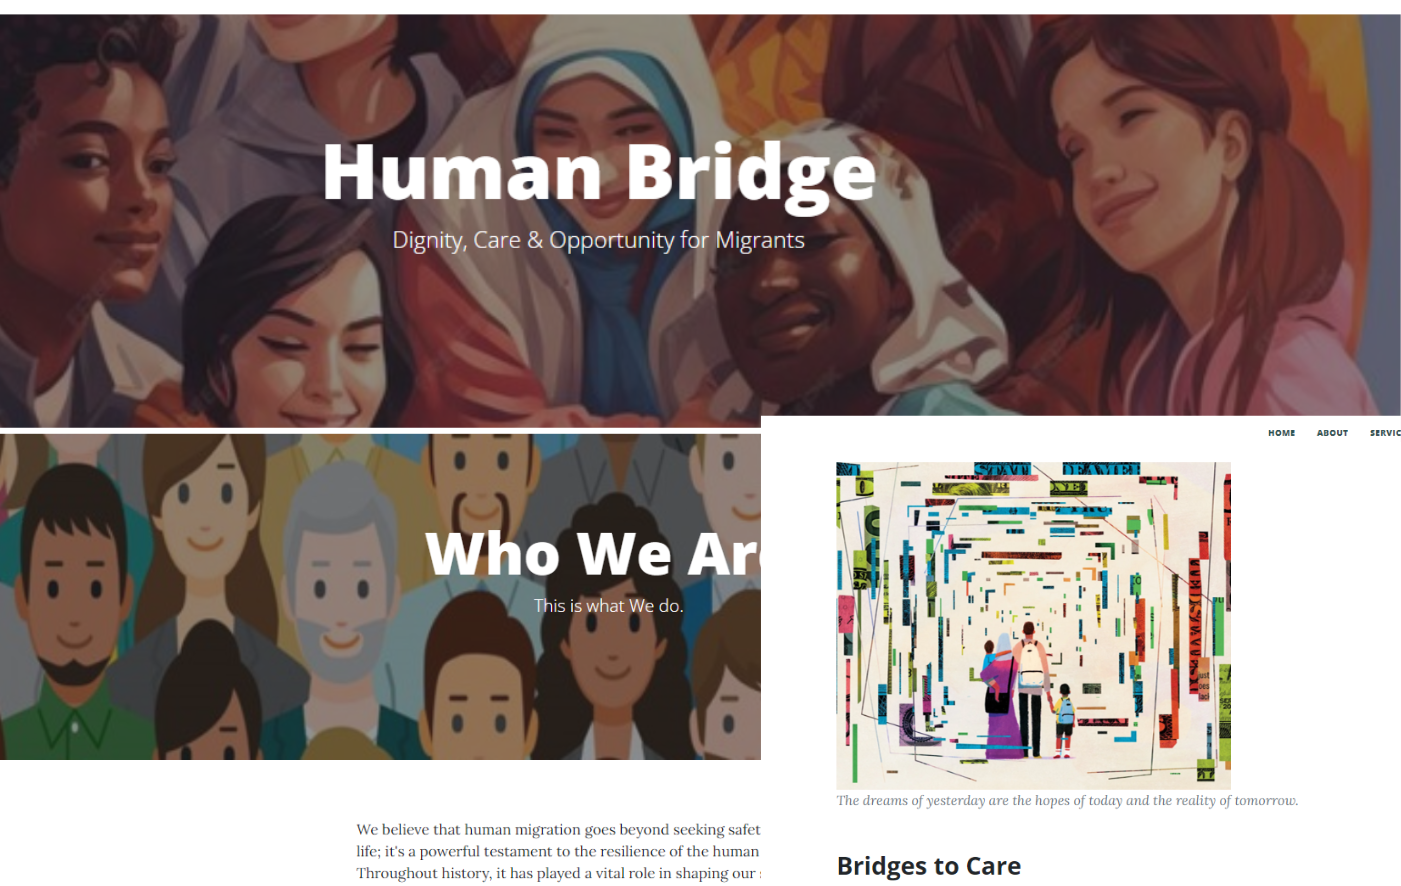 Human Bridge
Dignity, Care & Opportunity for Migrants
Who We Are
This is what We do.
We believe that human migration goes beyond seeking safet
life; it's a powerful testament to the resilience of the human
Throughout history, it has played a vital role in shaping our
HOME ABOUT SERVIC
The dreams of yesterday are the hopes of today and the reality of tomorrow.
Bridges to Care